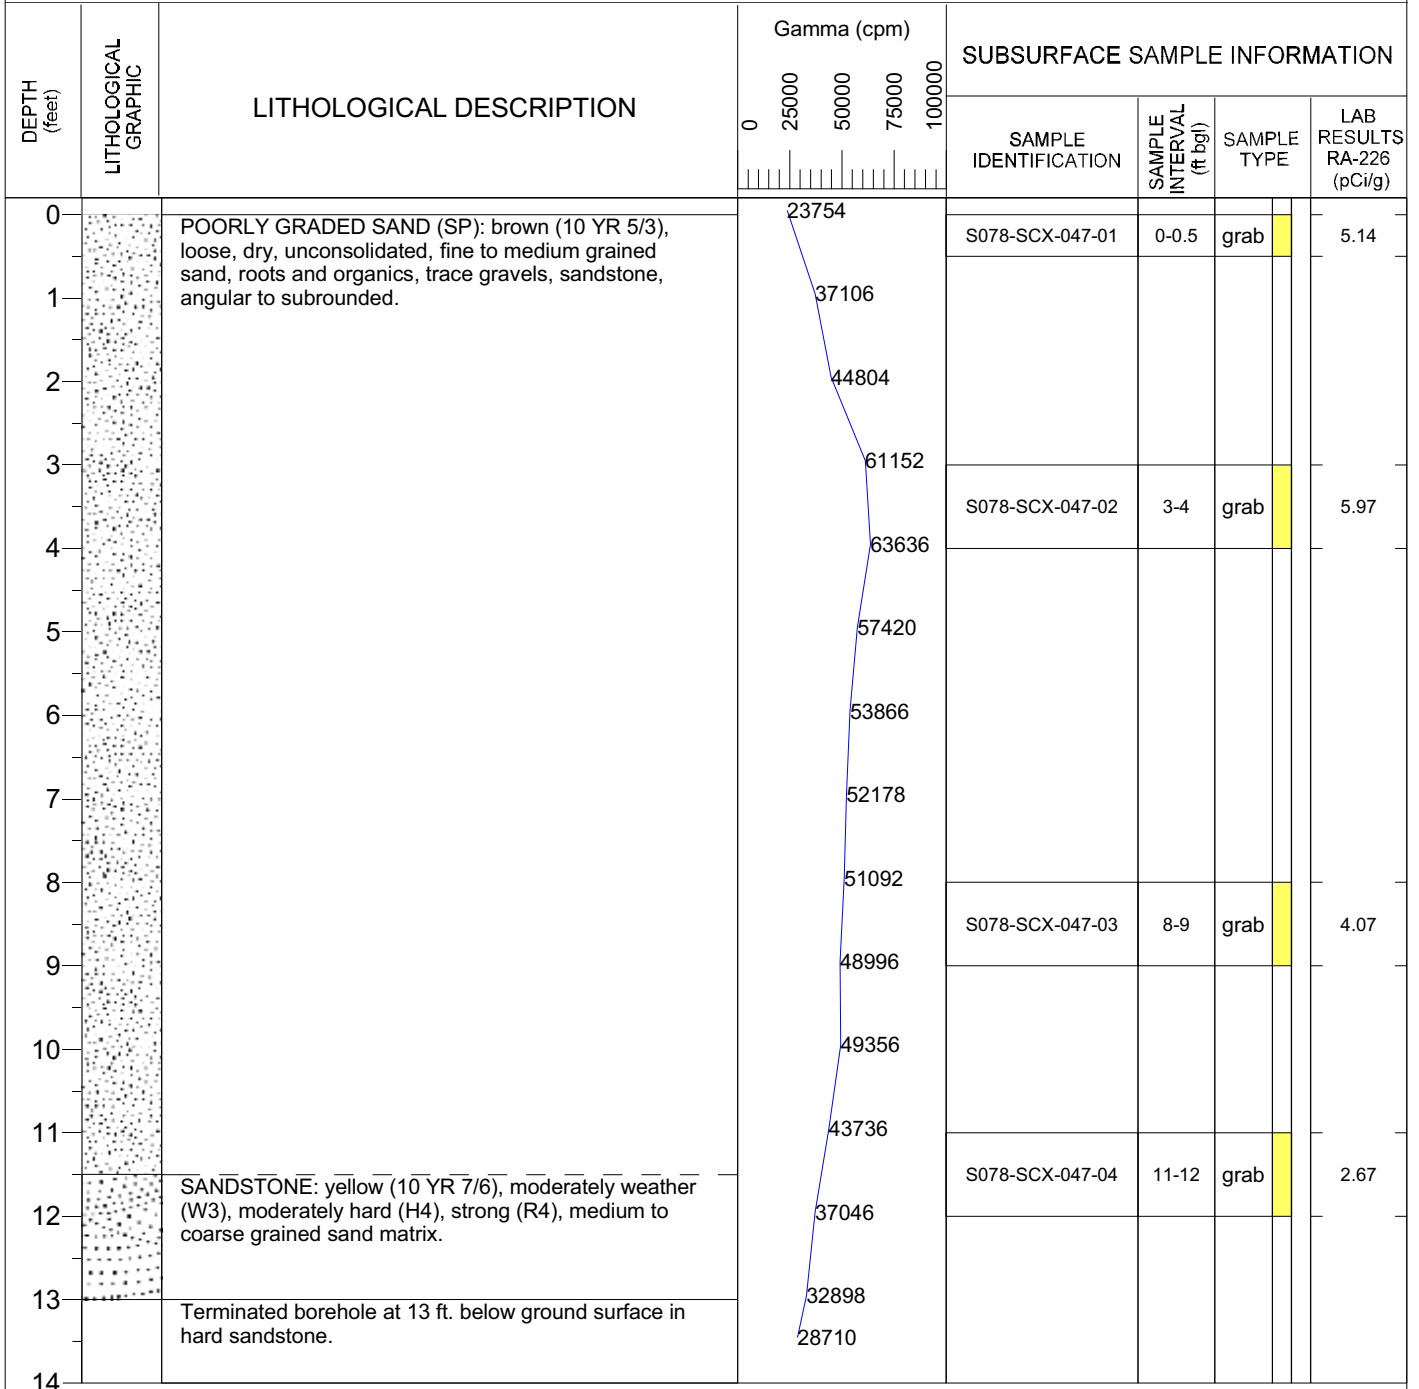 DEPTH
(feet)
LITHOLOGICAL
GRAPHIC
LITHOLOGICAL DESCRIPTION
Gamma (cpm)
0
25000
50000
75000
100000
SUBSURFACE SAMPLE INFORMATION
SAMPLE
IDENTIFICATION
SAMPLE
INTERVAL
(ft bgl)
SAMPLE
TYPE
LAB
RESULTS
RA-226
(pCi/g)
0
POORLY GRADED SAND (SP): brown (10 YR 5/3),
loose, dry, unconsolidated, fine to medium grained
sand, roots and organics, trace gravels, sandstone,
angular to subrounded.
23754
S078-SCX-047-01 0-0.5 grab 5.14
1
37106
2
44804
3
61152
S078-SCX-047-02 3-4 grab 5.97
4
63636
5
57420
6
53866
7
52178
8
51092
S078-SCX-047-03 8-9 grab 4.07
9
48996
10
49356
11
43736
SANDSTONE: yellow (10 YR 7/6), moderately weather
(W3), moderately hard (H4), strong (R4), medium to
coarse grained sand matrix.
S078-SCX-047-04 11-12 grab 2.67
12
37046
13
32898
Terminated borehole at 13 ft. below ground surface in
hard sandstone.
28710
14